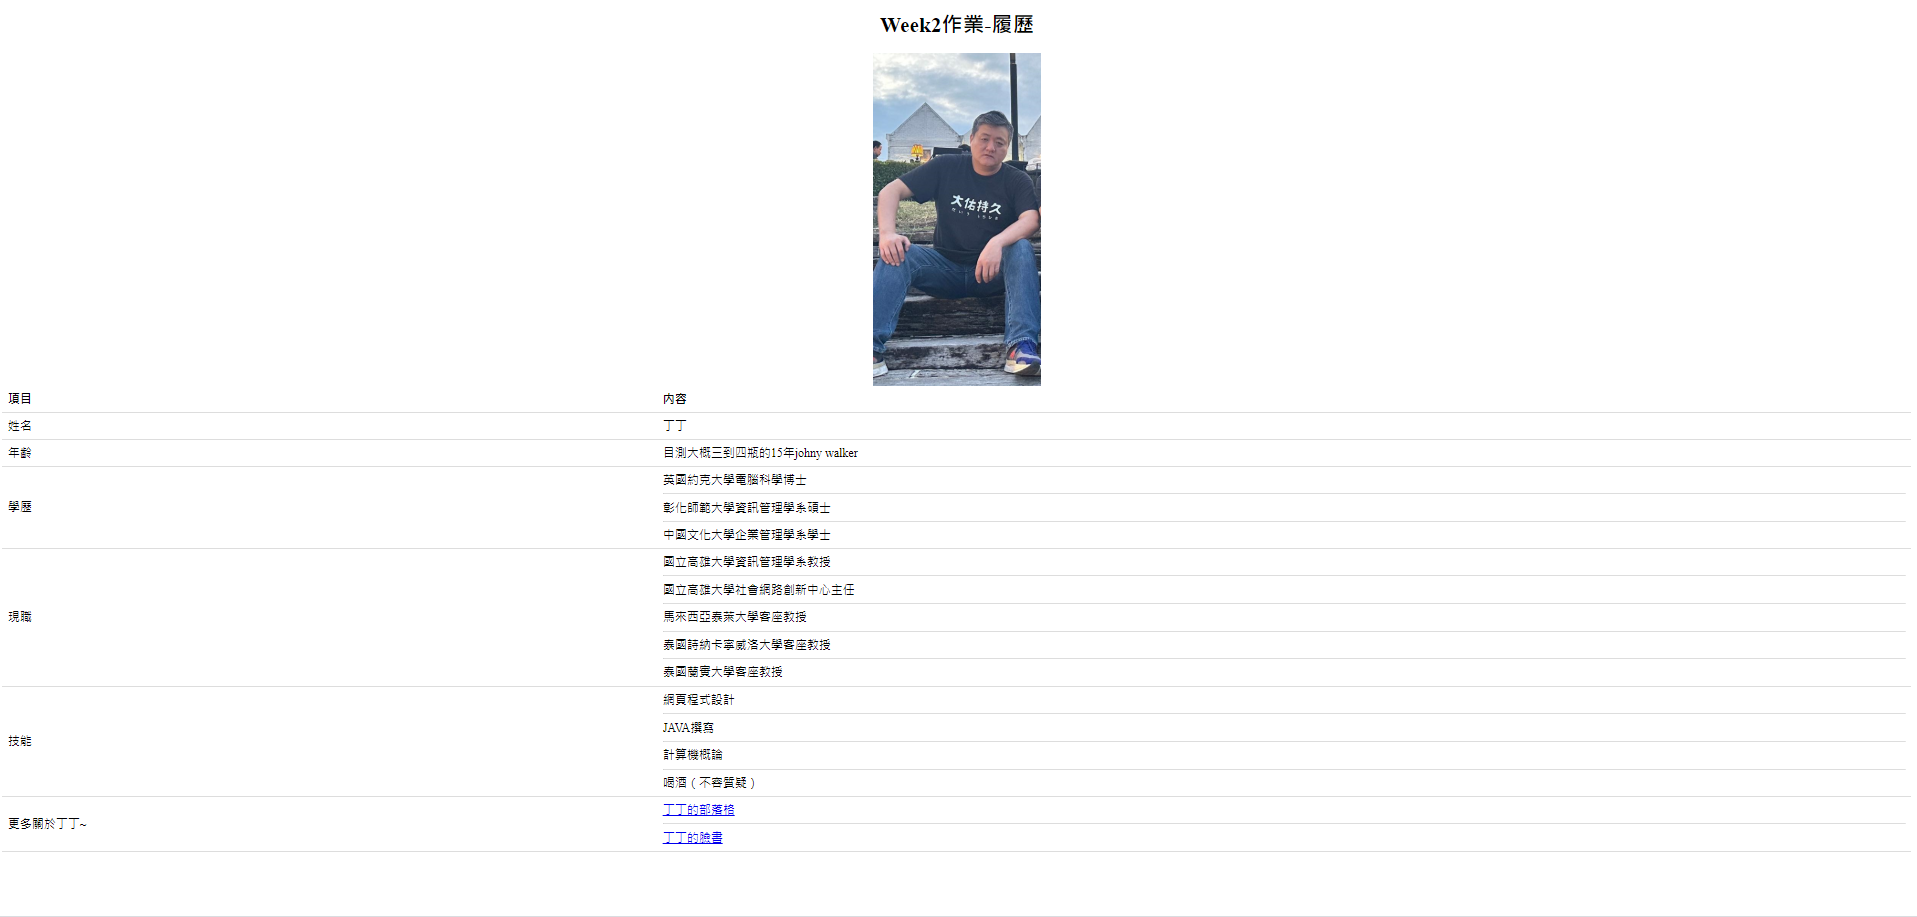 Week2作業-履歷
大佑持久
項目 內容
姓名 丁丁
年齡 目測大概三到四瓶的15年johny walker
學歷
英國約克大學電腦科學博士
彰化師範大學資訊管理學系碩士
中國文化大學企業管理學系學士
現職
國立高雄大學資訊管理學系教授
國立高雄大學社會網路創新中心主任
馬來西亞泰萊大學客座教授
泰國詩納卡寧威洛大學客座教授
泰國蘭實大學客座教授
技能
網頁程式設計
JAVA撰寫
計算機概論
喝酒（不容質疑）
更多關於丁丁~
丁丁的部落格
丁丁的臉書